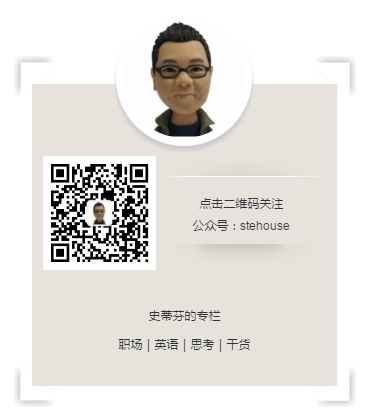 点击二维码关注
公众号：stehouse
史蒂芬的专栏
职场 | 英语 | 思考 | 干货